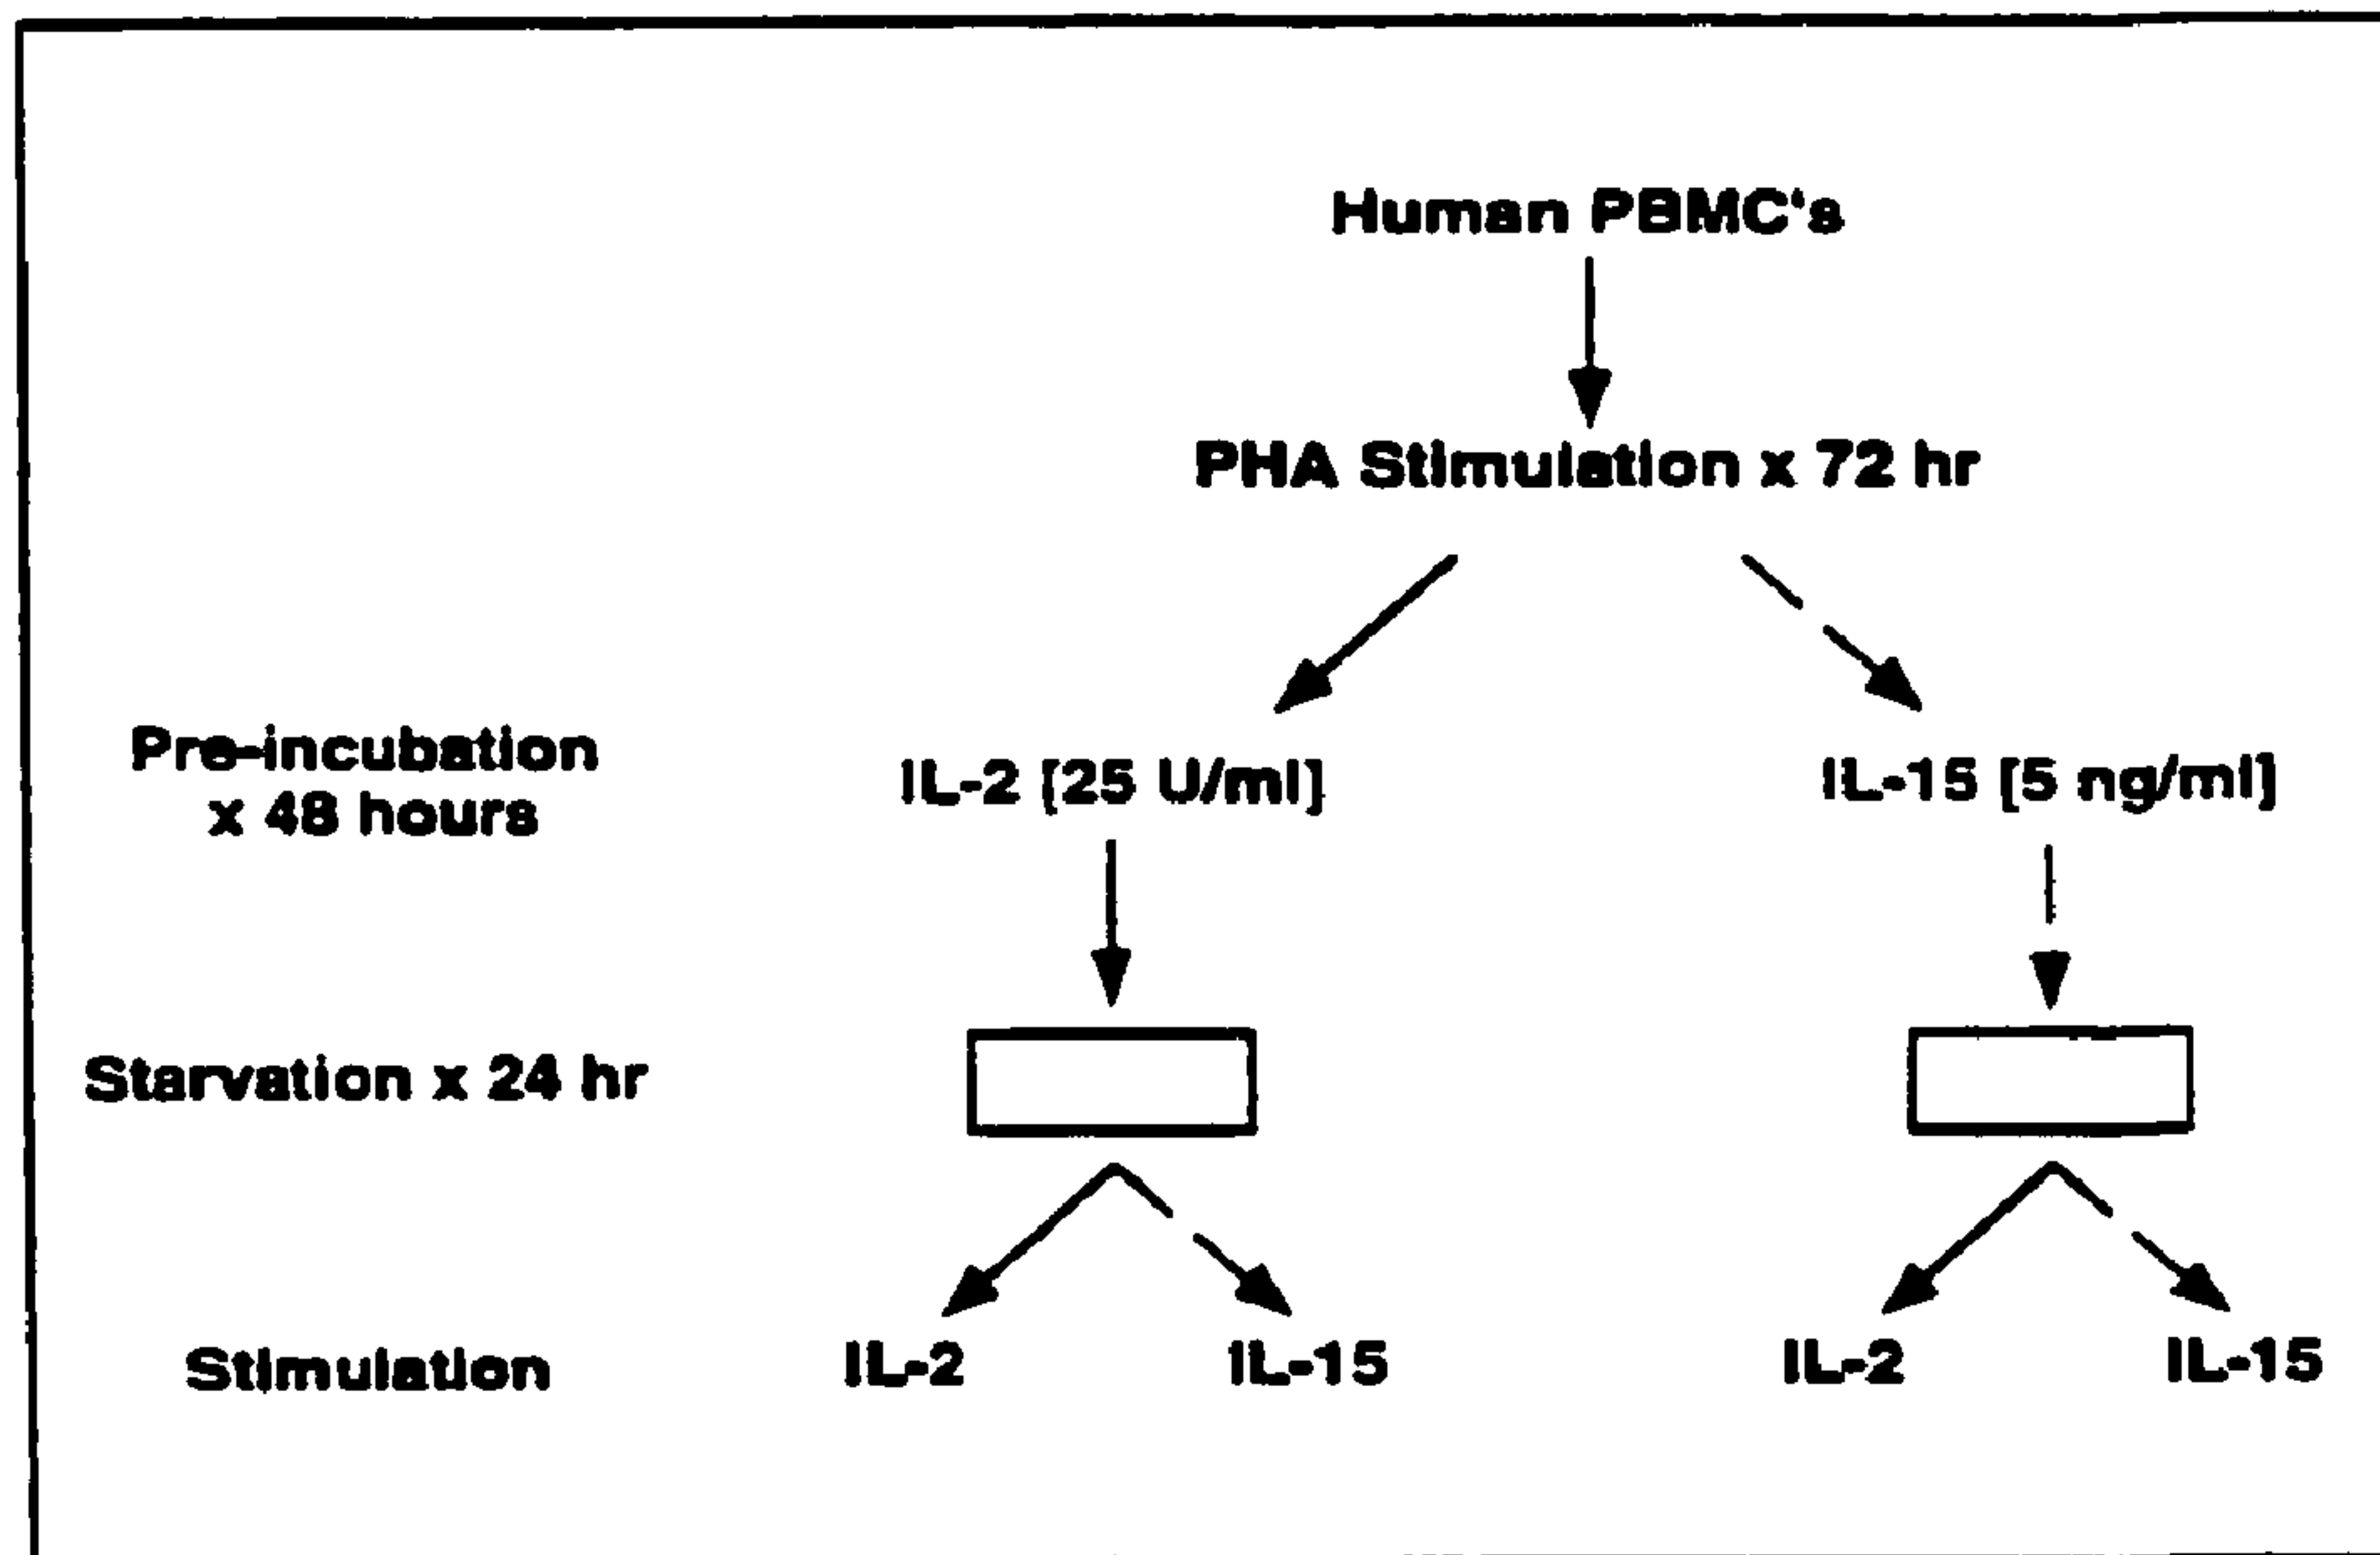 Human PBMC's
PHA Stimulation x 72 hr
Pre-incubation
x 48 hours
IL-2 [25 U/ml]
IL-15 [5 ng/ml]
Starvation x 24 hr
Stimulation
IL-2
IL-15
IL-2
IL-15